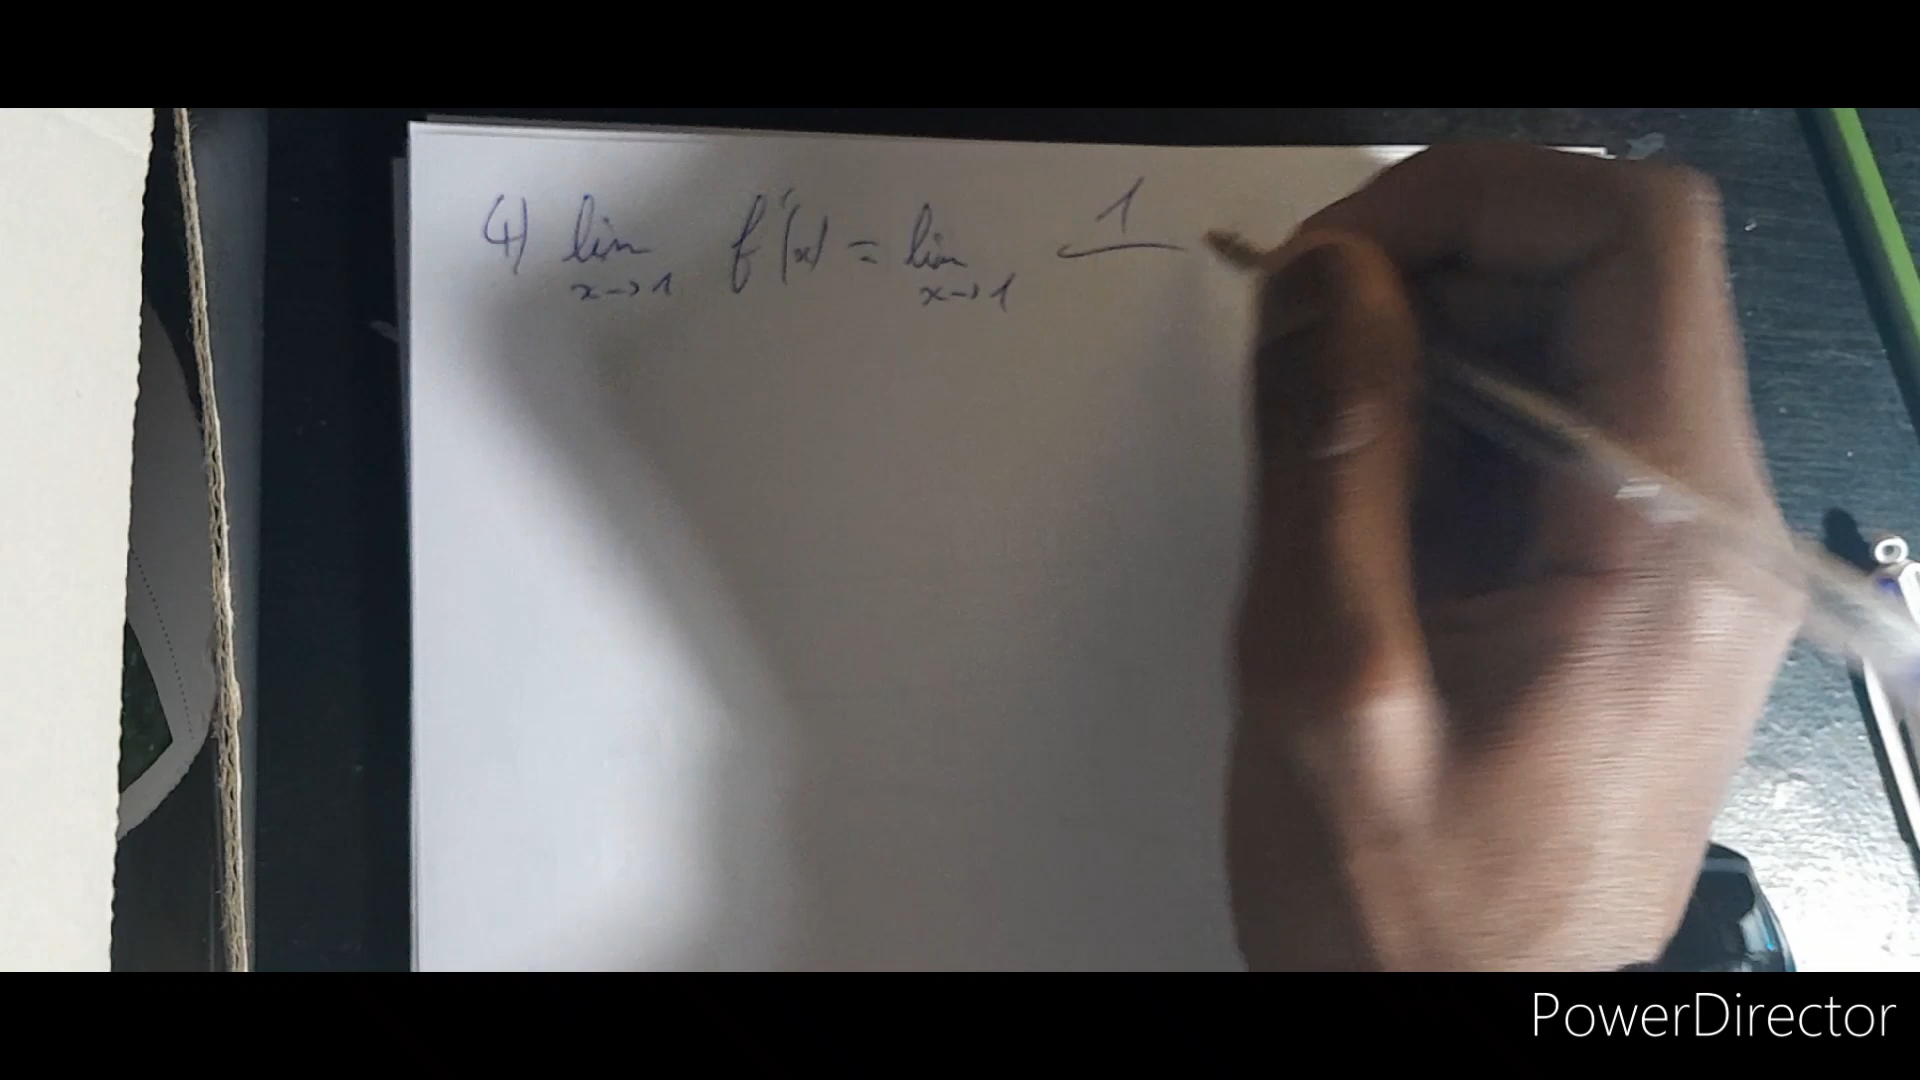 4) lim f'(x) = lim 1
x→1 x→1
PowerDirector